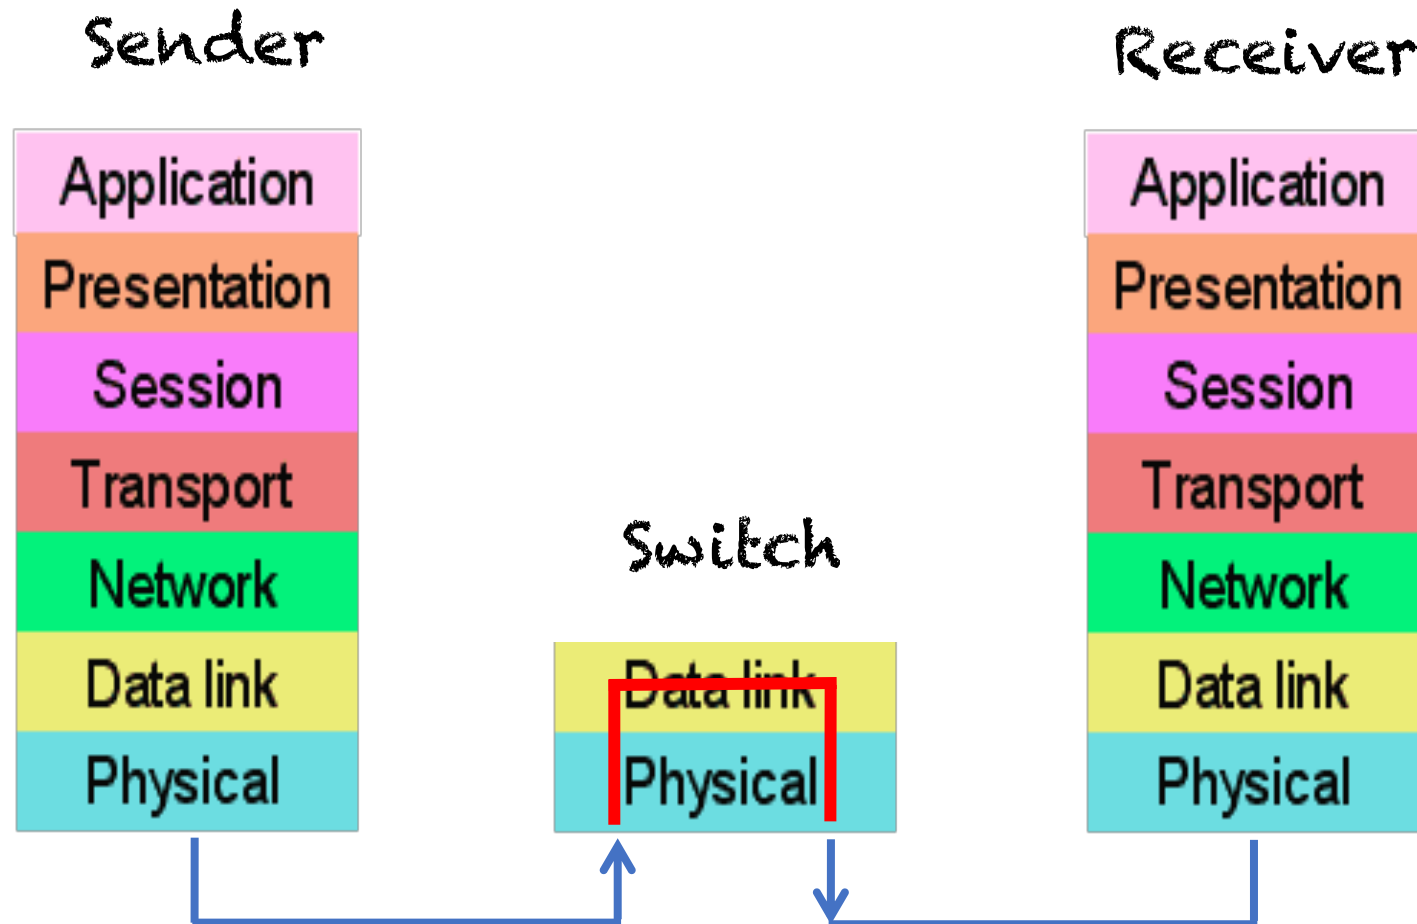 Sender
Receiver
Application
Presentation
Session
Transport
Network
Data link
Physical
Switch
Data link
Physical
Application
Presentation
Session
Transport
Network
Data link
Physical